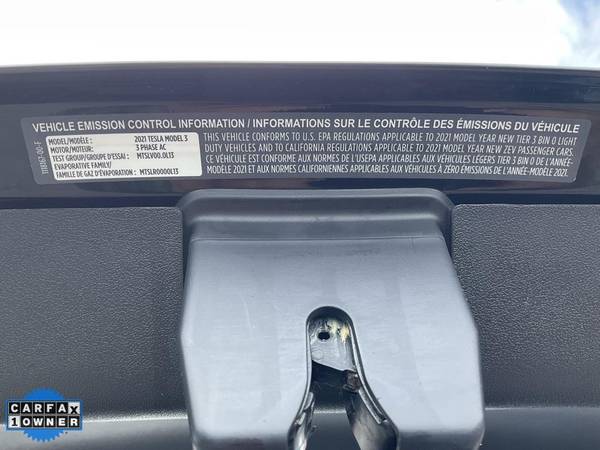 VEHICLE EMISSION CONTROL INFORMATION / INFORMATIONS SUR LE CONTRÔLE DES ÉMISSIONS DU VÉHICULE
1111867-00-F
MODEL/MODÈLE: 2021 TESLA MODEL 3
MOTOR/MOTEUR: 3 PHASE AC
TEST GROUP/GROUPE D'ESSAI: MTSLV00.0L13
EVAPORATIVE FAMILY/
FAMILLE DE GAZ D'ÉVAPORATION: MTSLR0000L13
THIS VEHICLE CONFORMS TO U.S. EPA REGULATIONS APPLICABLE TO 2021 MODEL YEAR NEW TIER 3 BIN 0 LIGHT
DUTY VEHICLES AND TO CALIFORNIA REGULATIONS APPLICABLE TO 2021 MODEL YEAR NEW ZEV PASSENGER CARS.
CE VÉHICULE EST CONFORME AUX NORMES DE L'USEPA APPLICABLES AUX VÉHICULES LÉGERS TIER 3 BIN 0 DE L'ANNÉE-
MODÈLE 2021 ET AUX NORMES CALIFORNIENNES APPLICABLES AUX VÉHICULES À ZÉRO ÉMISSIONS DE L'ANNÉE-MODÈLE 2021.
CARFAX
1 OWNER